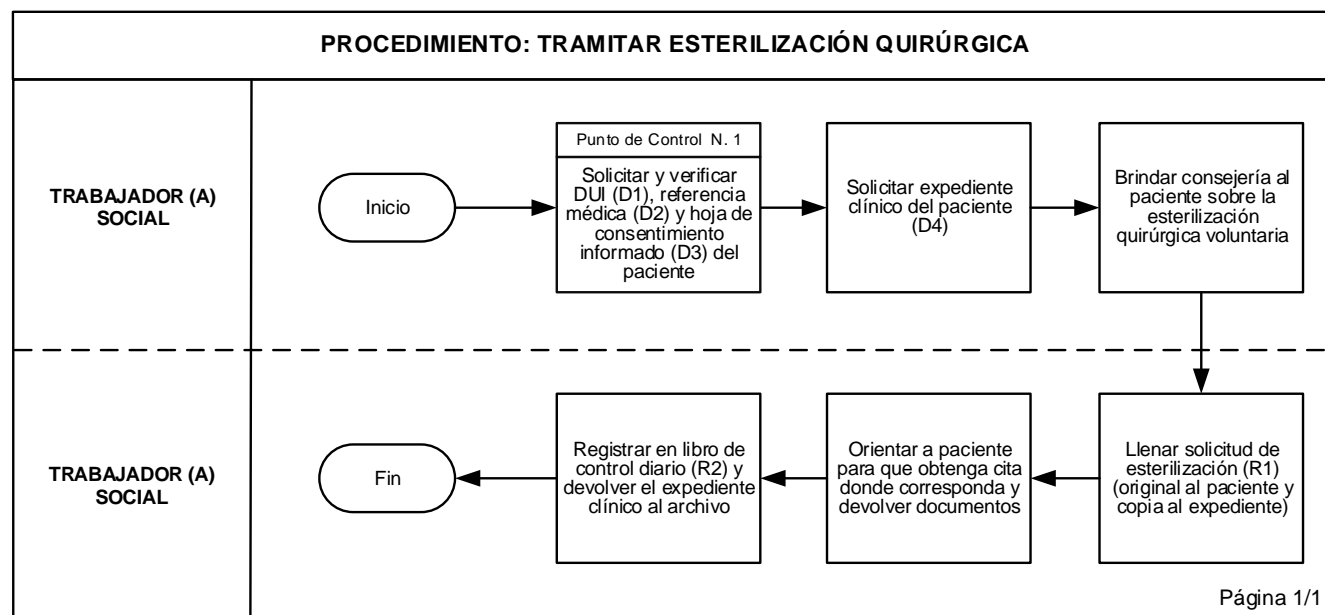 PROCEDIMIENTO: TRAMITAR ESTERILIZACIÓN QUIRÚRGICA
TRABAJADOR (A)
SOCIAL
Inicio
Punto de Control N. 1
Solicitar y verificar
DUI (D1), referencia
médica (D2) y hoja de
consentimiento
informado (D3) del
paciente
Solicitar expediente
clínico del paciente
(D4)
Brindar consejería al
paciente sobre la
esterilización
quirúrgica voluntaria
TRABAJADOR (A)
SOCIAL
Fin
Registrar en libro de
control diario (R2) y
devolver el expediente
clínico al archivo
Orientar a paciente
para que obtenga cita
donde corresponda y
devolver documentos
Llenar solicitud de
esterilización (R1)
(original al paciente y
copia al expediente)
Página 1/1